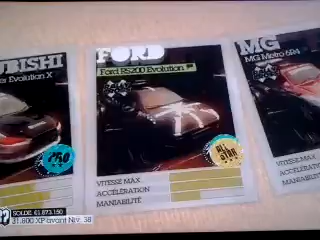 UBISHI
Evolution X
PRO
FORD
Ford RS200 Evolution
ALL STAR
VITESSE MAX
ACCÉLÉRATION
MANIABILITÉ
MG
MG Metro 6R4
VITESSE MAX
ACCÉLÉRATION
MANIABILITÉ
SOLDE: €1.873.150
31.800 XP avant Niv. 38